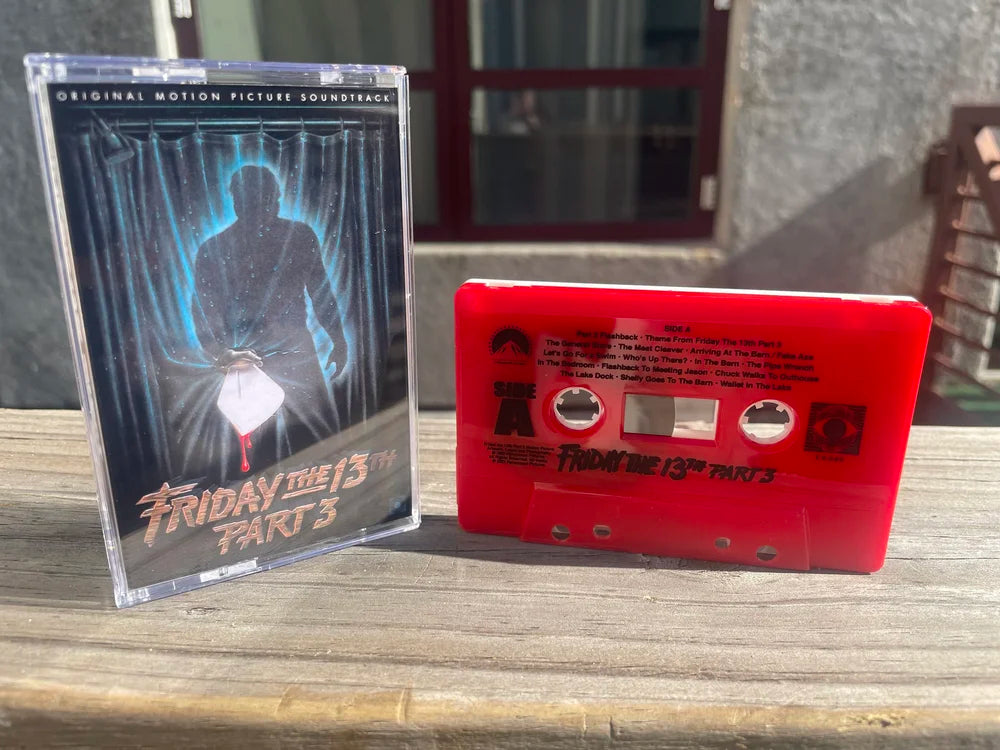 ORIGINAL MOTION PICTURE SOUNDTRACK
FRIDAY THE 13TH
PART 3
SIDE A
Part 2 Flashback • Theme From Friday The 13th Part 3
The General Store • The Meat Cleaver • Arriving At The Barn / Fake Axe
Let's Go For a Swim • Who's Up There? • In The Barn • The Pipe Wrench
In The Bedroom • Flashback To Meeting Jason • Chuck Walks To Outhouse
The Lake Dock • Shelly Goes To The Barn • Wallet In The Lake
SIDE
A
FRIDAY THE 13TH PART 3